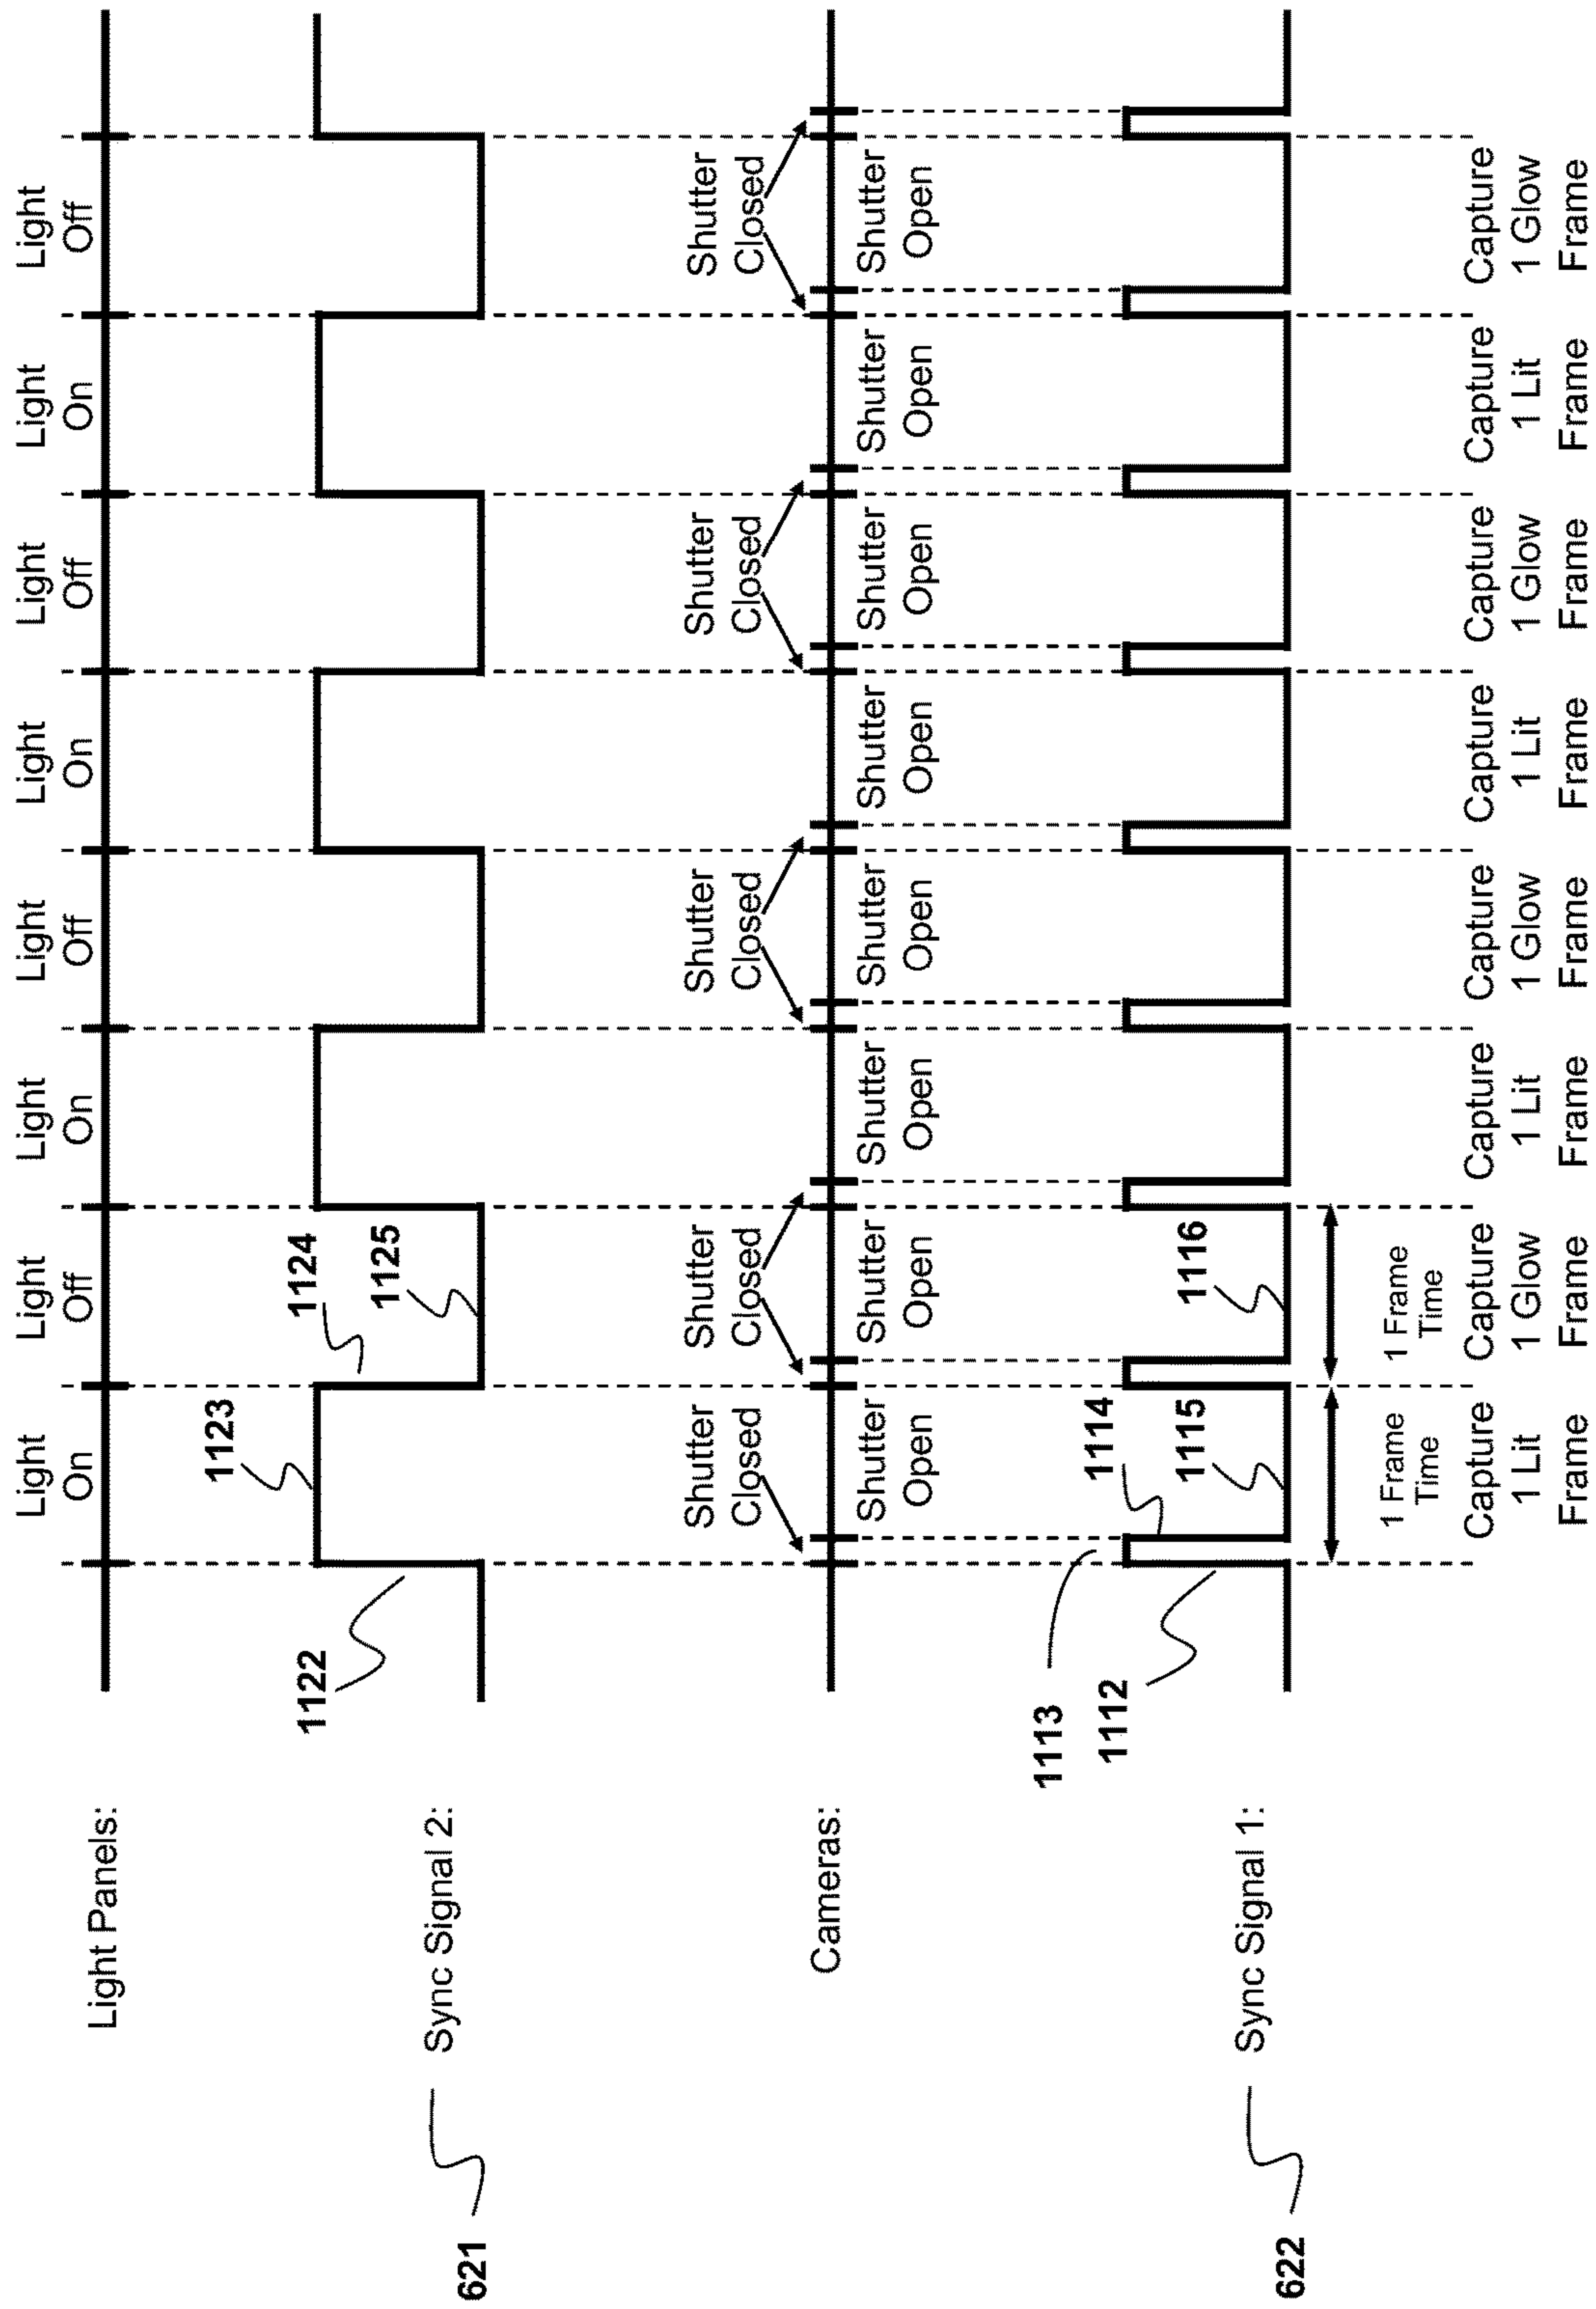 Light Panels:
Light
On
Light
Off
Light
On
Light
Off
Light
On
Light
Off
Light
On
Light
Off
621
Sync Signal 2:
1122
1123
1124
1125
Cameras:
Shutter
Closed
Shutter
Closed
Shutter
Closed
Shutter
Closed
Shutter
Closed
Shutter
Open
Shutter
Open
Shutter
Open
Shutter
Open
Shutter
Open
Shutter
Open
Shutter
Open
Shutter
Open
622
Sync Signal 1:
1113
1112
1114
1115
1116
1 Frame
Time
1 Frame
Time
Capture
1 Lit
Frame
Capture
1 Glow
Frame
Capture
1 Lit
Frame
Capture
1 Glow
Frame
Capture
1 Lit
Frame
Capture
1 Glow
Frame
Capture
1 Lit
Frame
Capture
1 Glow
Frame